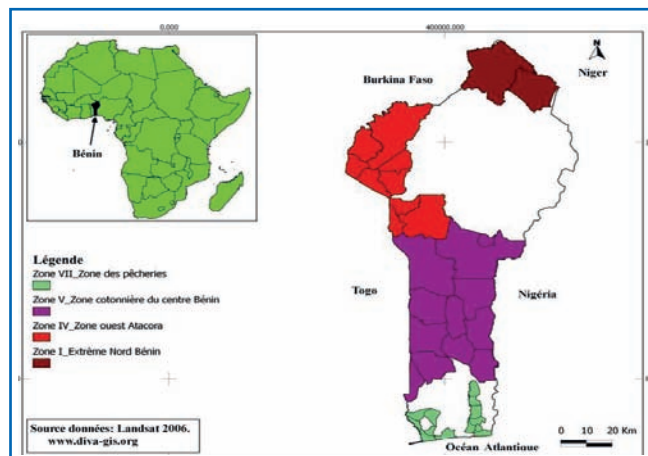 0.000
400000.000
Burkina Faso
Niger
N
Bénin
Légende
Zone VII_Zone des pêcheries
Zone V_Zone cotonnière du centre Bénin
Zone IV_Zone ouest Atacora
Zone I_Extrême Nord Bénin
Togo
Nigéria
Source données: Landsat 2006.
www.diva-gis.org
Océan Atlantique
0 10 20 Km